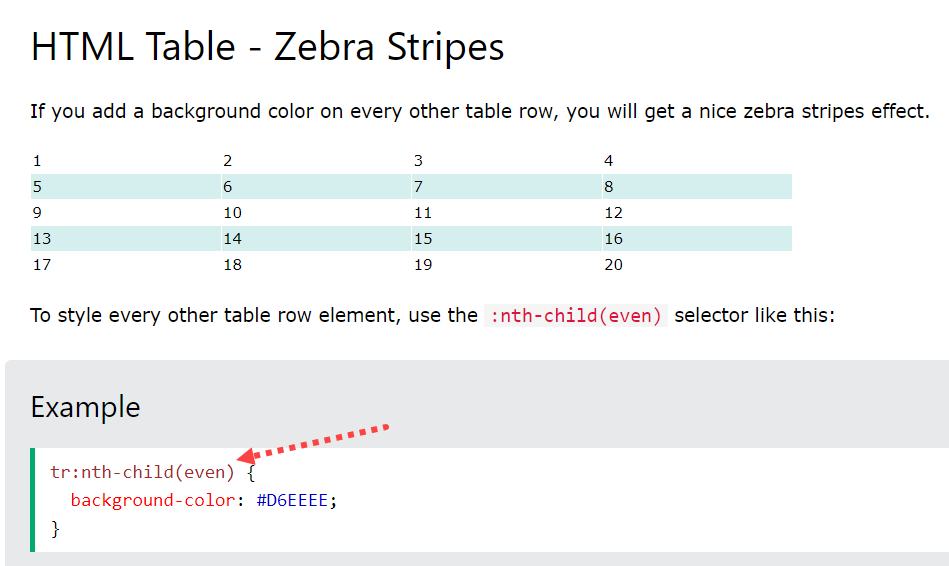 HTML Table - Zebra Stripes
If you add a background color on every other table row, you will get a nice zebra stripes effect.
1 2 3 4
5 6 7 8
9 10 11 12
13 14 15 16
17 18 19 20
To style every other table row element, use the :nth-child(even) selector like this:
Example
tr:nth-child(even) {
  background-color: #D6EEEE;
}